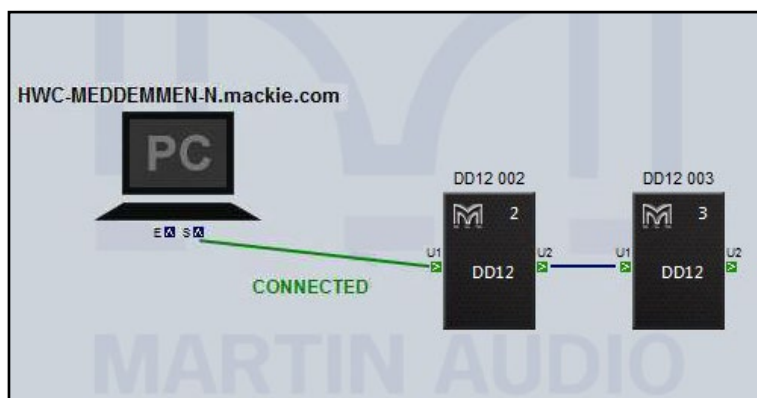 HWC-MEDDEMMEN-N.mackie.com
PC
E S
CONNECTED
DD12 002
2
U1 U2
DD12
DD12 003
3
U1 U2
DD12
MARTIN AUDIO